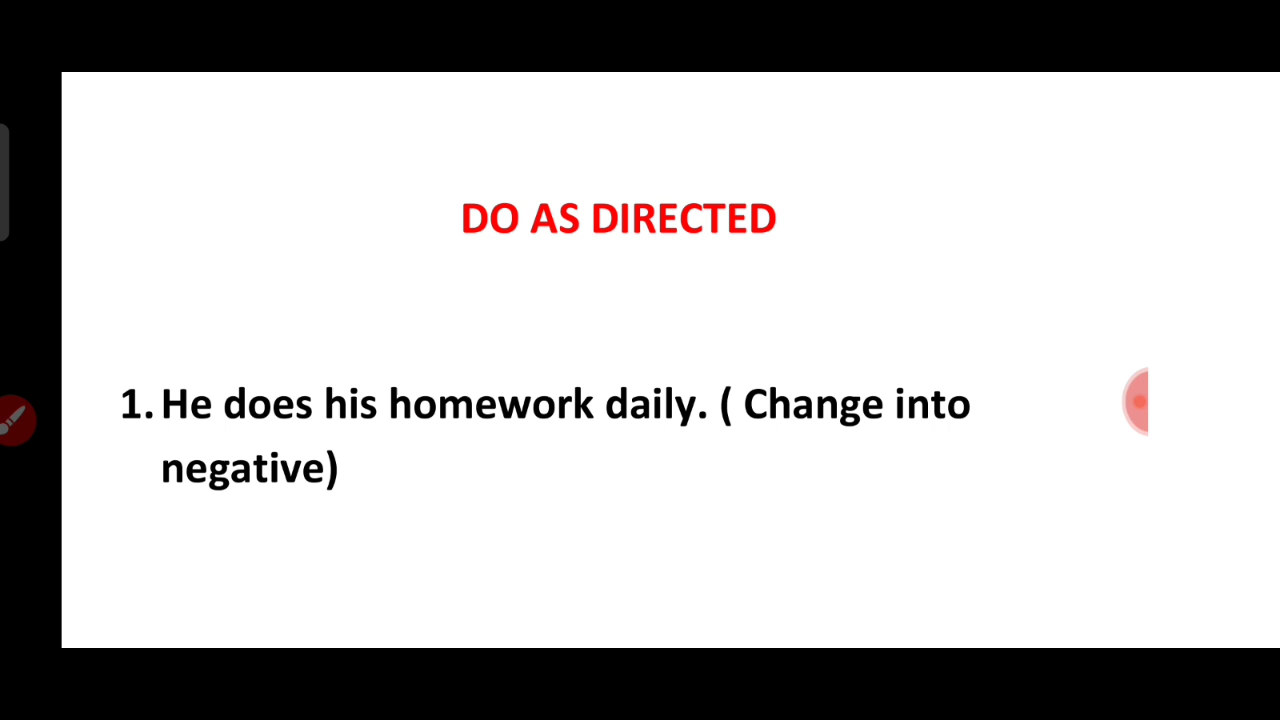 DO AS DIRECTED
1. He does his homework daily. ( Change into
negative)